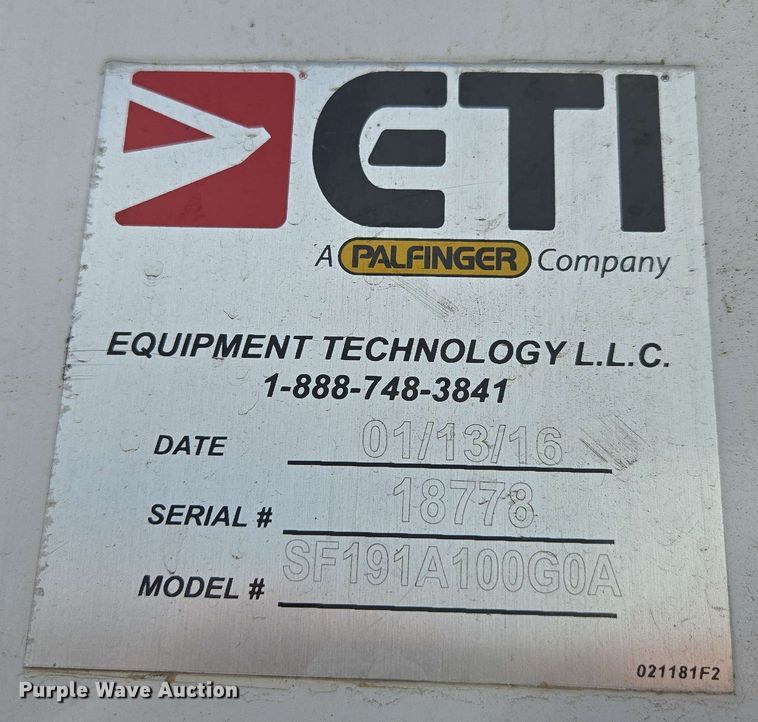 ETI
A PALFINGER Company
EQUIPMENT TECHNOLOGY L.L.C.
1-888-748-3841
DATE 01/13/16
SERIAL # 18778
MODEL # SF191A100G0A
021181F2
Purple Wave Auction